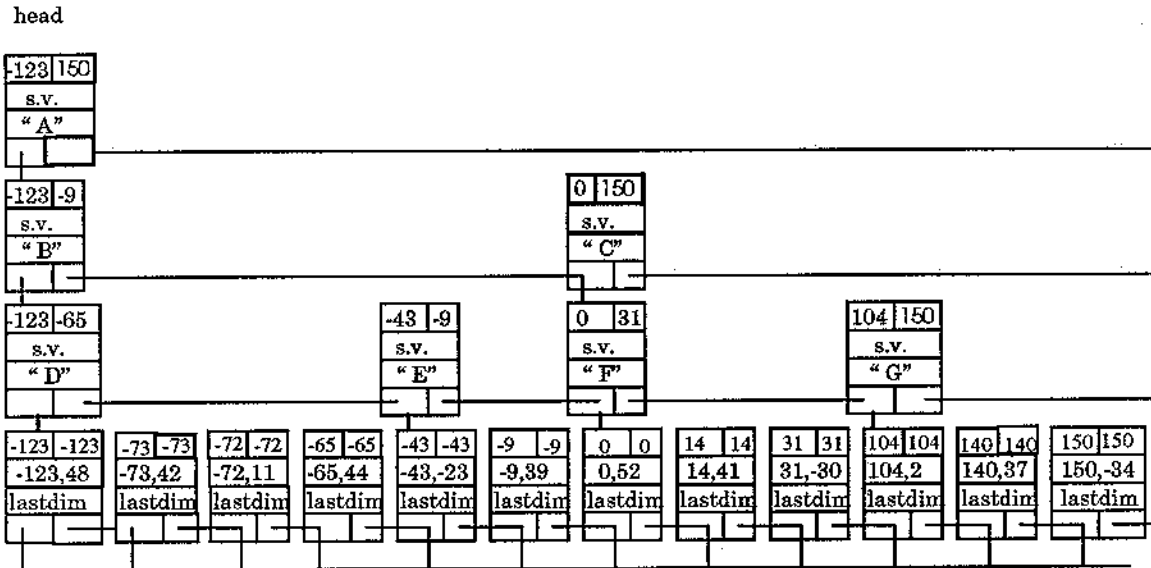 head
-123 150
s.v.
“ A”
-123 -9
s.v.
“ B”
0 150
s.v.
“ C”
-123 -65
s.v.
“ D”
-43 -9
s.v.
“ E”
0 31
s.v.
“ F”
104 150
s.v.
“ G”
-123 -123 -73 -73 -72 -72 -65 -65 -43 -43 -9 -9 0 0 14 14 31 31 104 104 140 140 150 150
-123,48 -73,42 -72,11 -65,44 -43,-23 -9,39 0,52 14,41 31,-30 104,2 140,37 150,-34
lastdim lastdim lastdim lastdim lastdim lastdim lastdim lastdim lastdim lastdim lastdim lastdim